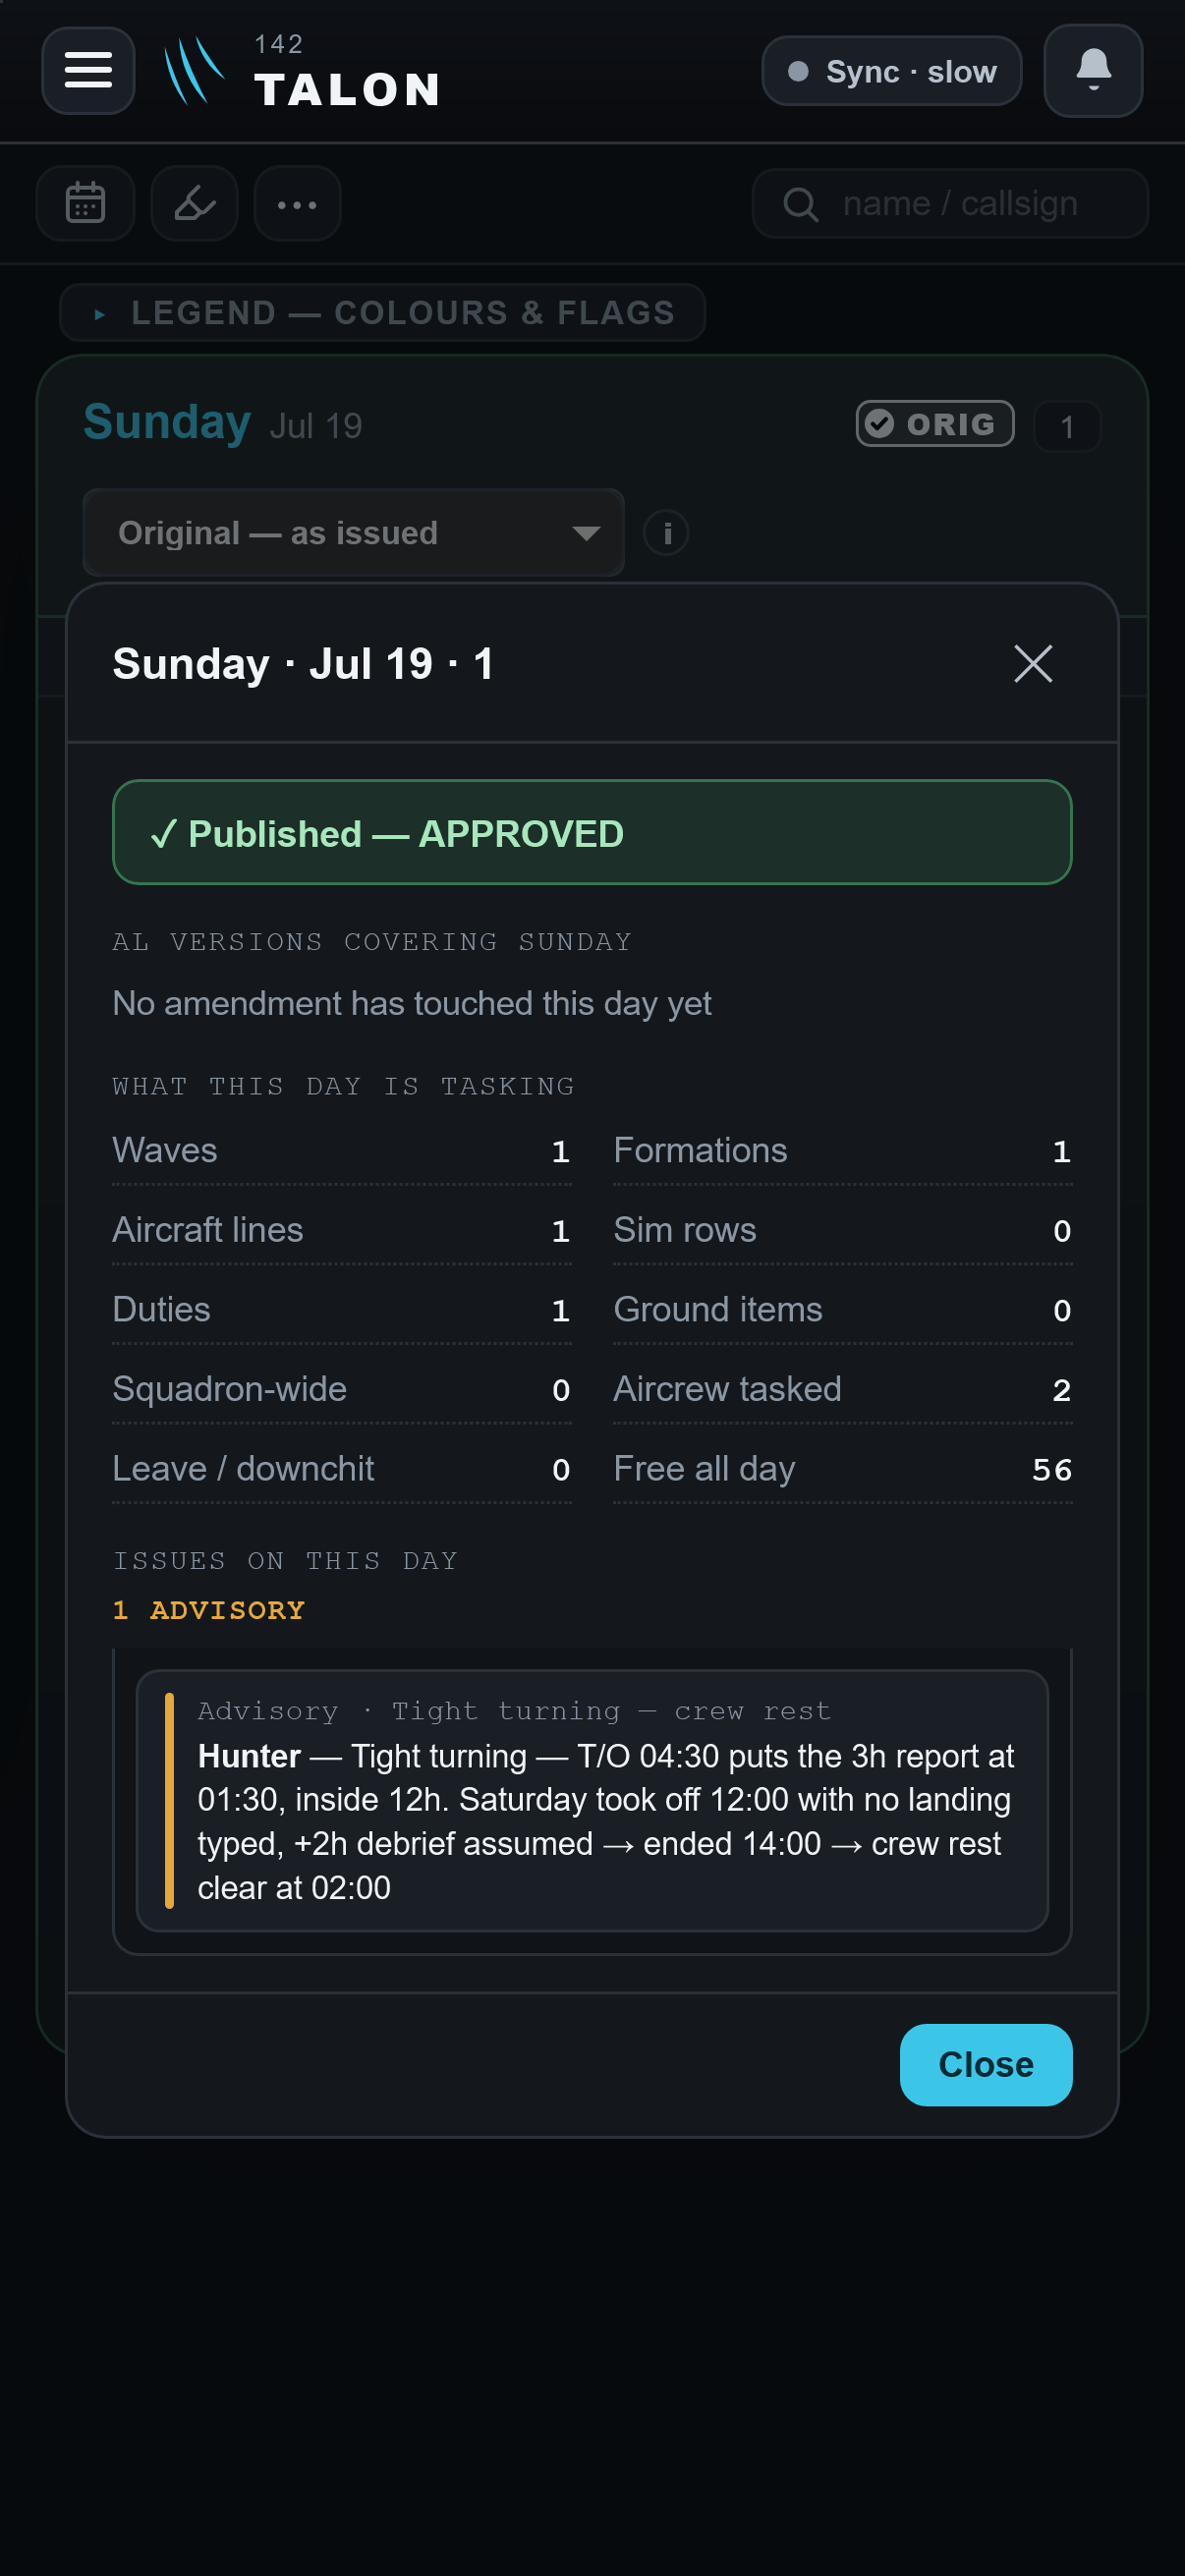 142
TALON
Sync · slow
name / callsign
▸ LEGEND — COLOURS & FLAGS
Sunday Jul 19
ORIG
1
Original — as issued
i
Sunday · Jul 19 · 1
✓ Published — APPROVED
AL VERSIONS COVERING SUNDAY
No amendment has touched this day yet
WHAT THIS DAY IS TASKING
Waves 1 Formations 1
Aircraft lines 1 Sim rows 0
Duties 1 Ground items 0
Squadron-wide 0 Aircrew tasked 2
Leave / downchit 0 Free all day 56
ISSUES ON THIS DAY
1 ADVISORY
Advisory · Tight turning — crew rest
Hunter — Tight turning — T/O 04:30 puts the 3h report at
01:30, inside 12h. Saturday took off 12:00 with no landing
typed, +2h debrief assumed → ended 14:00 → crew rest
clear at 02:00
Close